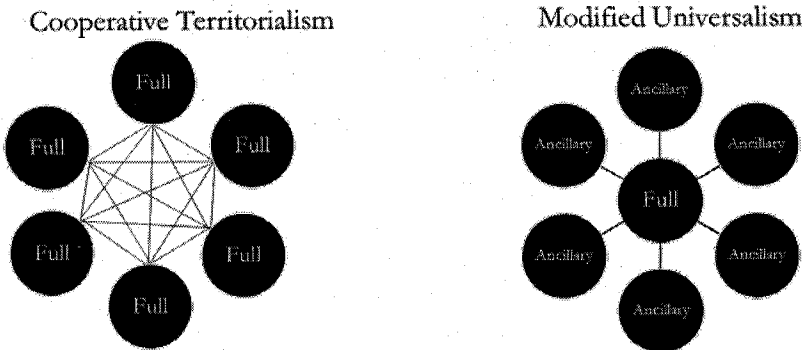 Cooperative Territorialism
Full
Full
Full
Full
Full
Full
Modified Universalism
Ancillary
Ancillary
Ancillary
Full
Ancillary
Ancillary
Ancillary